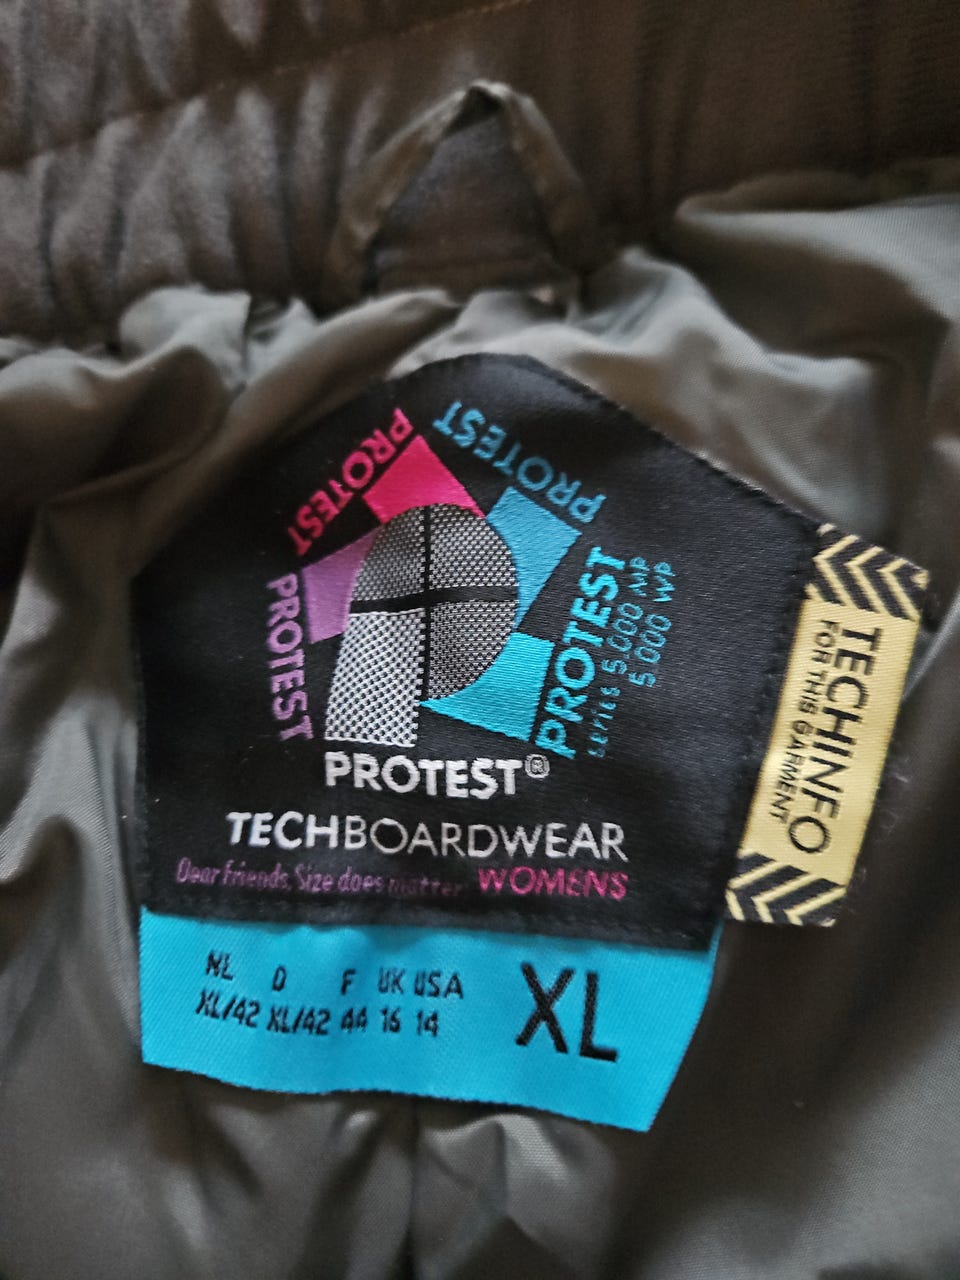 PROTEST
PROTEST
PROTEST
PROTEST
series 5.000 MP
5.000 WP
PROTEST®
TECHBOARDWEAR
Dear friends, Size does matter: WOMENS
TECHINFO
FOR THIS GARMENT
NL D F UK USA
XL/42 XL/42 44 16 14
XL